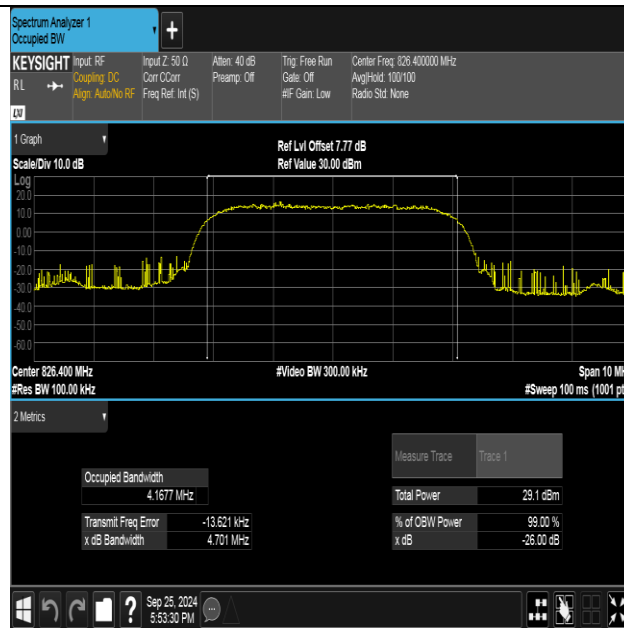 Spectrum Analyzer 1
Occupied BW
+
KEYSIGHT Input: RF Input Z: 50 Ω Atten: 40 dB Trig: Free Run Center Freq: 826.400000 MHz
RL Coupling: DC Corr CCorr Preamp: Off Gate: Off Avg|Hold: 100/100
Align: Auto/No RF Freq Ref: Int (S) #IF Gain: Low Radio Std: None
LXI
1 Graph
Ref Lvl Offset 7.77 dB
Scale/Div 10.0 dB Ref Value 30.00 dBm
Log
20.0
10.0
0.00
-10.0
-20.0
-30.0
-40.0
-50.0
-60.0
Center 826.400 MHz #Video BW 300.00 kHz Span 10 MH
#Res BW 100.00 kHz #Sweep 100 ms (1001 pt
2 Metrics
Measure Trace Trace 1
Occupied Bandwidth
4.1677 MHz Total Power 29.1 dBm
Transmit Freq Error -13.621 kHz % of OBW Power 99.00 %
x dB Bandwidth 4.701 MHz x dB -26.00 dB
? Sep 25, 2024
5:53:30 PM